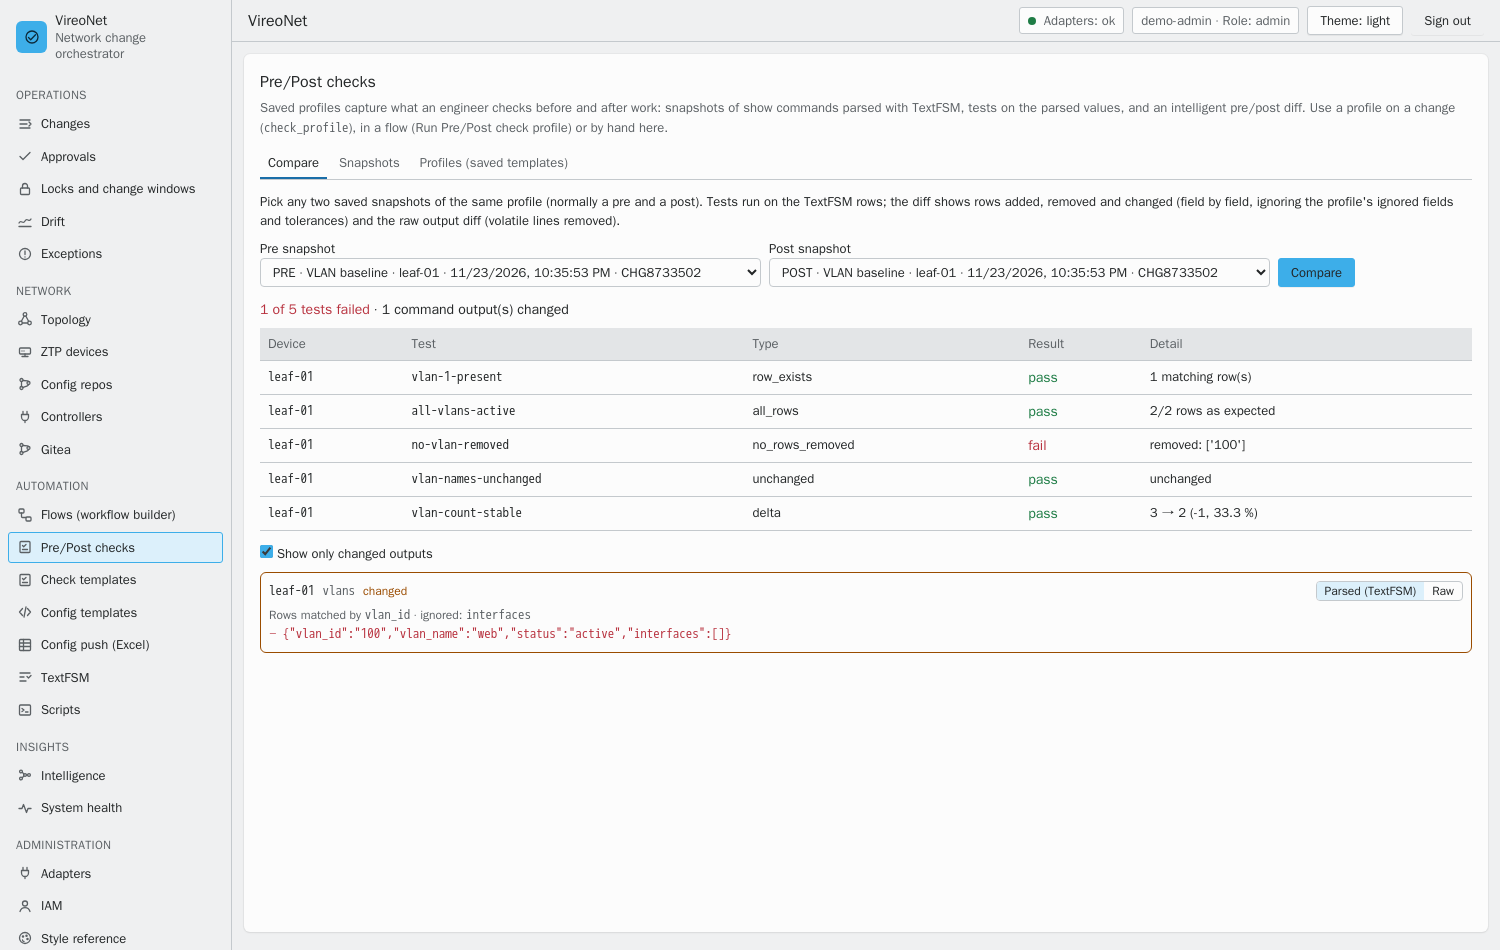 VireoNet
Network change
orchestrator
OPERATIONS
Changes
Approvals
Locks and change windows
Drift
Exceptions
NETWORK
Topology
ZTP devices
Config repos
Controllers
Gitea
AUTOMATION
Flows (workflow builder)
Pre/Post checks
Check templates
Config templates
Config push (Excel)
TextFSM
Scripts
INSIGHTS
Intelligence
System health
ADMINISTRATION
Adapters
IAM
Style reference
VireoNet
Adapters: ok
demo-admin · Role: admin
Theme: light
Sign out
Pre/Post checks
Saved profiles capture what an engineer checks before and after work: snapshots of show commands parsed with TextFSM, tests on the parsed values, and an intelligent pre/post diff. Use a profile on a change
(check_profile), in a flow (Run Pre/Post check profile) or by hand here.
Compare Snapshots Profiles (saved templates)
Pick any two saved snapshots of the same profile (normally a pre and a post). Tests run on the TextFSM rows; the diff shows rows added, removed and changed (field by field, ignoring the profile's ignored fields
and tolerances) and the raw output diff (volatile lines removed).
Pre snapshot Post snapshot
PRE · VLAN baseline · leaf-01 · 11/23/2026, 10:35:53 PM · CHG8733502 POST · VLAN baseline · leaf-01 · 11/23/2026, 10:35:53 PM · CHG8733502 Compare
1 of 5 tests failed · 1 command output(s) changed
Device Test Type Result Detail
leaf-01 vlan-1-present row_exists pass 1 matching row(s)
leaf-01 all-vlans-active all_rows pass 2/2 rows as expected
leaf-01 no-vlan-removed no_rows_removed fail removed: ['100']
leaf-01 vlan-names-unchanged unchanged pass unchanged
leaf-01 vlan-count-stable delta pass 3 → 2 (-1, 33.3 %)
Show only changed outputs
leaf-01 vlans changed Parsed (TextFSM) Raw
Rows matched by vlan_id · ignored: interfaces
− {"vlan_id":"100","vlan_name":"web","status":"active","interfaces":[]}